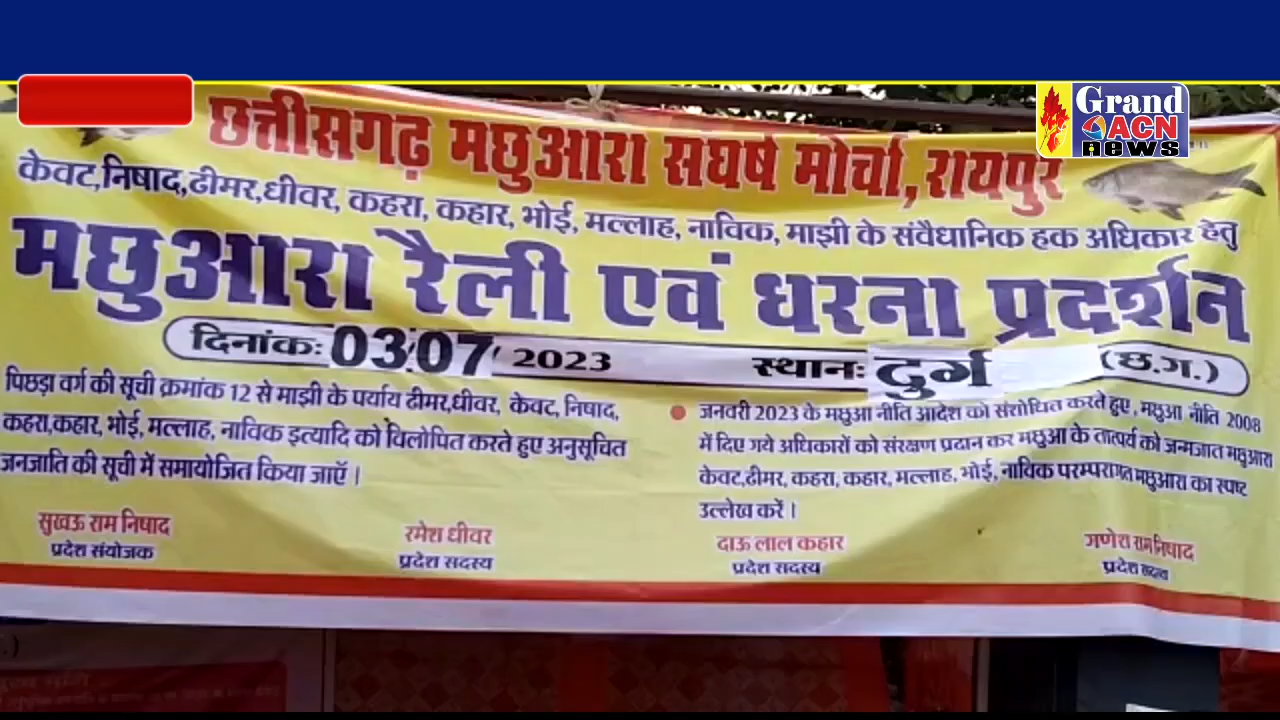 Grand
ACN
news
छत्तीसगढ़ मछुआरा संघर्ष मोर्चा, रायपुर
केवट,निषाद,ढीमर,धीवर, कहरा, कहार, भोई, मल्लाह, नाविक, माझी के संवैधानिक हक अधिकार हेतु
मछुआरा रैली एवं धरना प्रदर्शन
दिनांकः 03/07/ 2023 स्थानः दुर्ग (छ.ग.)
पिछड़ा वर्ग की सूची क्रमांक 12 से माझी के पर्याय ढीमर,धीवर, केवट, निषाद,
कहरा,कहार, भोई, मल्लाह, नाविक इत्यादि को विलोपित करते हुए अनुसूचित
जनजाति की सूची में समायोजित किया जाएँ ।
जनवरी 2023 के मछुआ नीति आदेश को संशोधित करते हुए , मछुआ नीति 2008
में दिए गये अधिकारों को संरक्षण प्रदान कर मछुआ के तात्पर्य को जन्मजात मछुआरा
केवट,ढीमर, कहरा, कहार, मल्लाह, भोई, नाविक परम्परागत मछुआरा का स्पष्ट
उल्लेख करें ।
सुखऊ राम निषाद
प्रदेश संयोजक
रमेश धीवर
प्रदेश सदस्य
दाऊ लाल कहार
प्रदेश सदस्य
गणेश राम निषाद
प्रदेश सदस्य